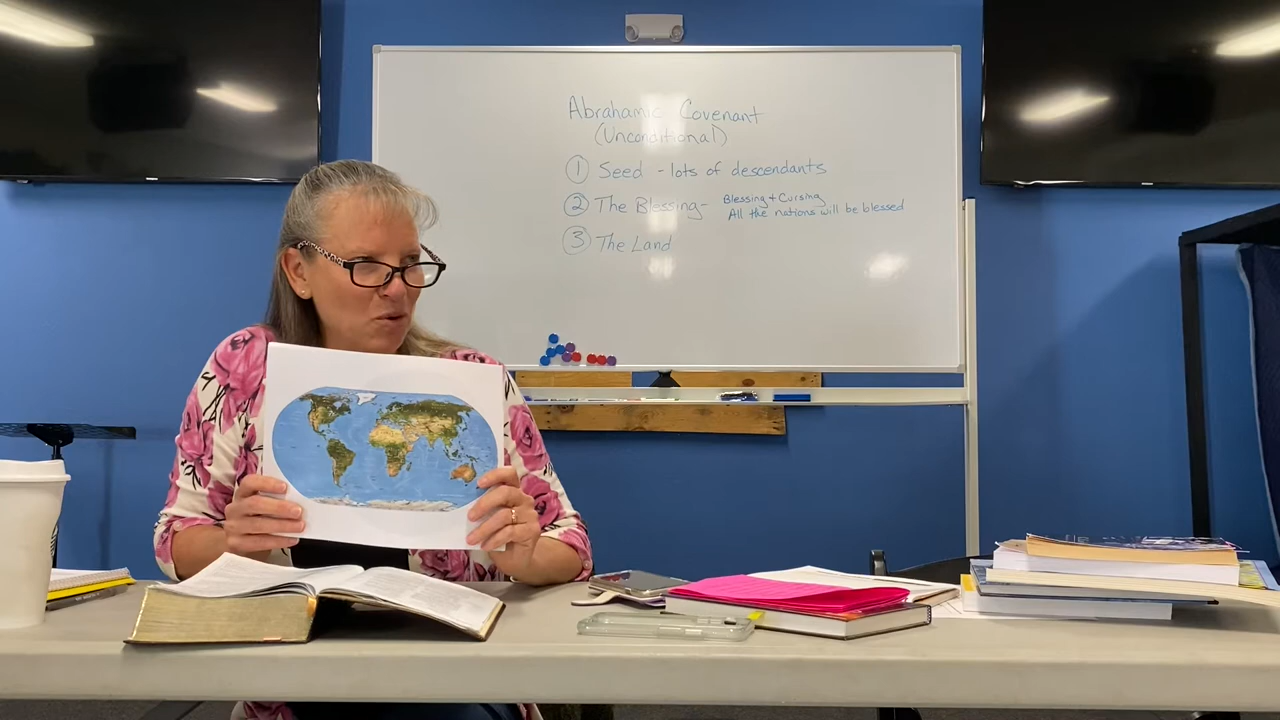 Abrahamic Covenant
(Unconditional)
① Seed - lots of descendants
② The Blessing- Blessing + Cursing
All the nations will be blessed
③ The Land